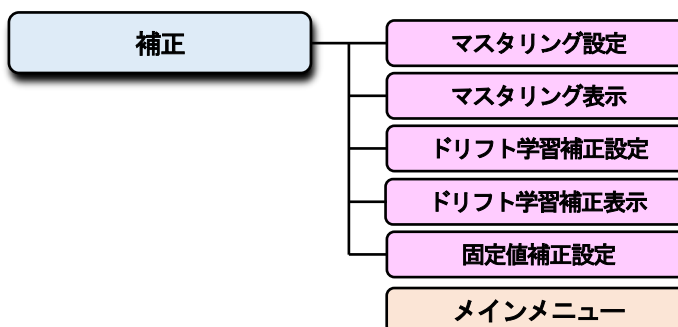 補正
マスタリング設定
マスタリング表示
ドリフト学習補正設定
ドリフト学習補正表示
固定値補正設定
メインメニュー